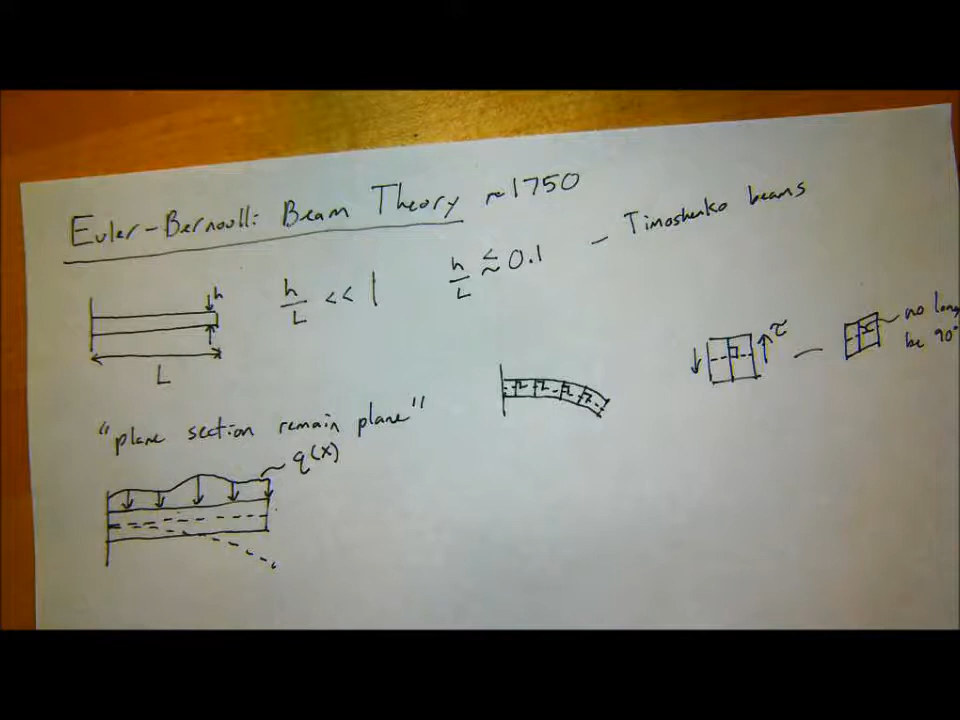 Euler-Bernoulli Beam Theory ~1750
h/L << 1
h/L ≲ 0.1 - Timoshenko beams
h
L
τ
no long
be 90°
"plane section remain plane"
q(x)